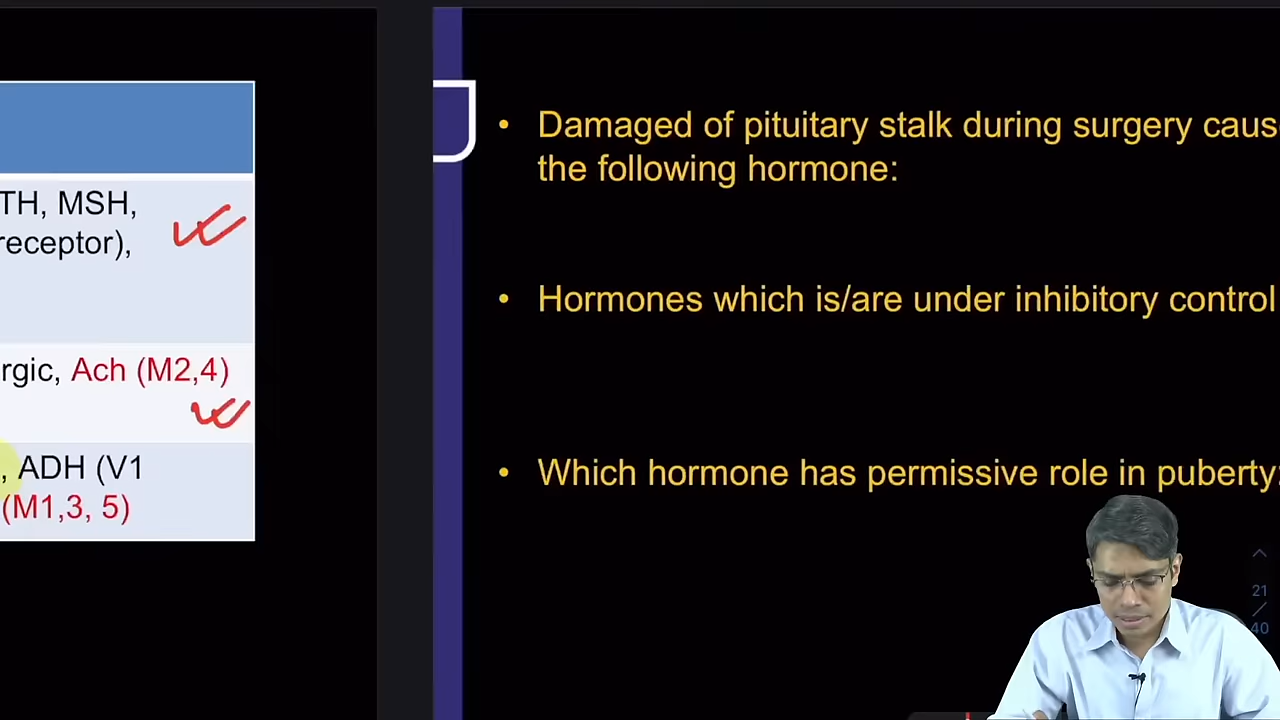 TH, MSH,
receptor),
rgic, Ach (M2,4)
, ADH (V1
(M1,3, 5)
Damaged of pituitary stalk during surgery caus
the following hormone:
Hormones which is/are under inhibitory control
Which hormone has permissive role in puberty:
21
/
40